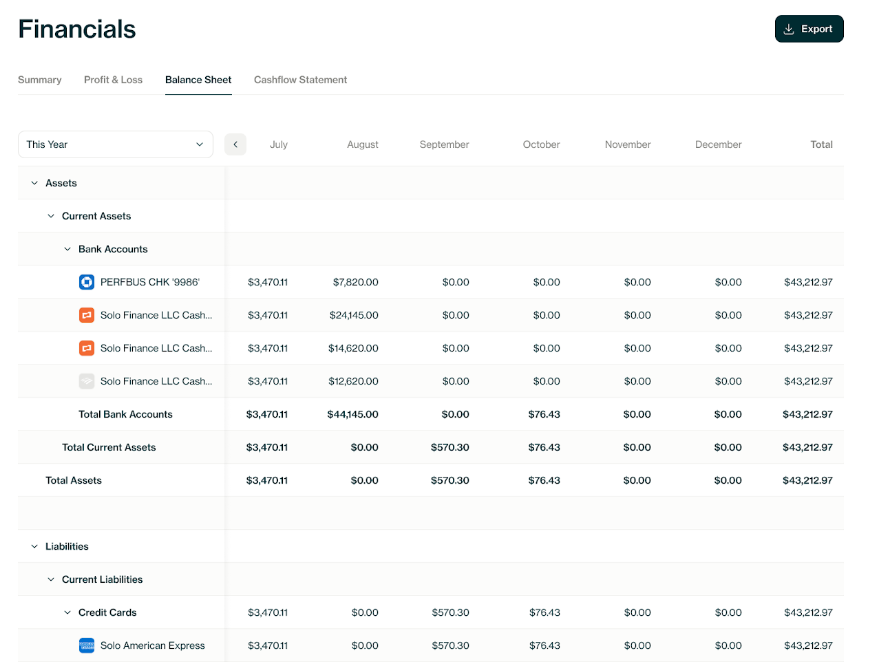 Financials
Export
Summary Profit & Loss Balance Sheet Cashflow Statement
This Year July August September October November December Total
Assets
Current Assets
Bank Accounts
PERFBUS CHK '9986' $3,470.11 $7,820.00 $0.00 $0.00 $0.00 $0.00 $43,212.97
Solo Finance LLC Cash... $3,470.11 $24,145.00 $0.00 $0.00 $0.00 $0.00 $43,212.97
Solo Finance LLC Cash... $3,470.11 $14,620.00 $0.00 $0.00 $0.00 $0.00 $43,212.97
Solo Finance LLC Cash... $3,470.11 $12,620.00 $0.00 $0.00 $0.00 $0.00 $43,212.97
Total Bank Accounts $3,470.11 $44,145.00 $0.00 $76.43 $0.00 $0.00 $43,212.97
Total Current Assets $3,470.11 $0.00 $570.30 $76.43 $0.00 $0.00 $43,212.97
Total Assets $3,470.11 $0.00 $570.30 $76.43 $0.00 $0.00 $43,212.97
Liabilities
Current Liabilities
Credit Cards $3,470.11 $0.00 $570.30 $76.43 $0.00 $0.00 $43,212.97
Solo American Express $3,470.11 $0.00 $570.30 $76.43 $0.00 $0.00 $43,212.97